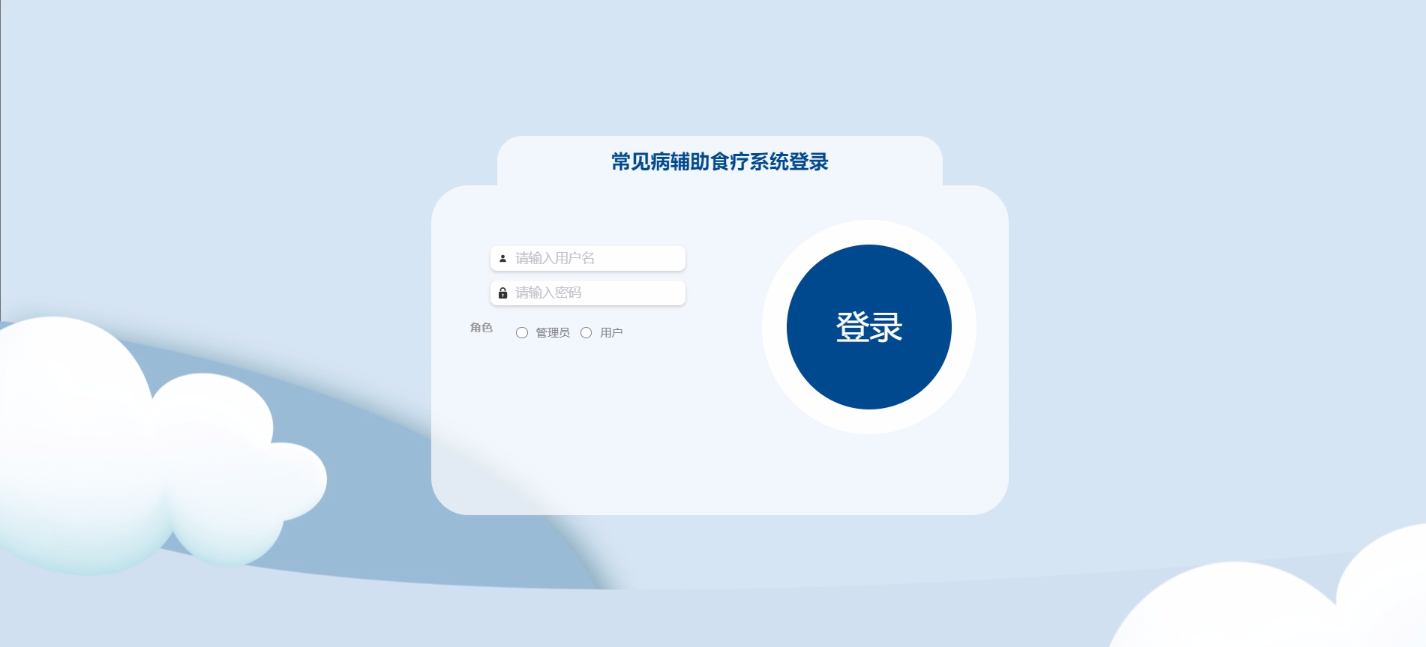 常见病辅助食疗系统登录
请输入用户名
请输入密码
角色 管理员 用户
登录